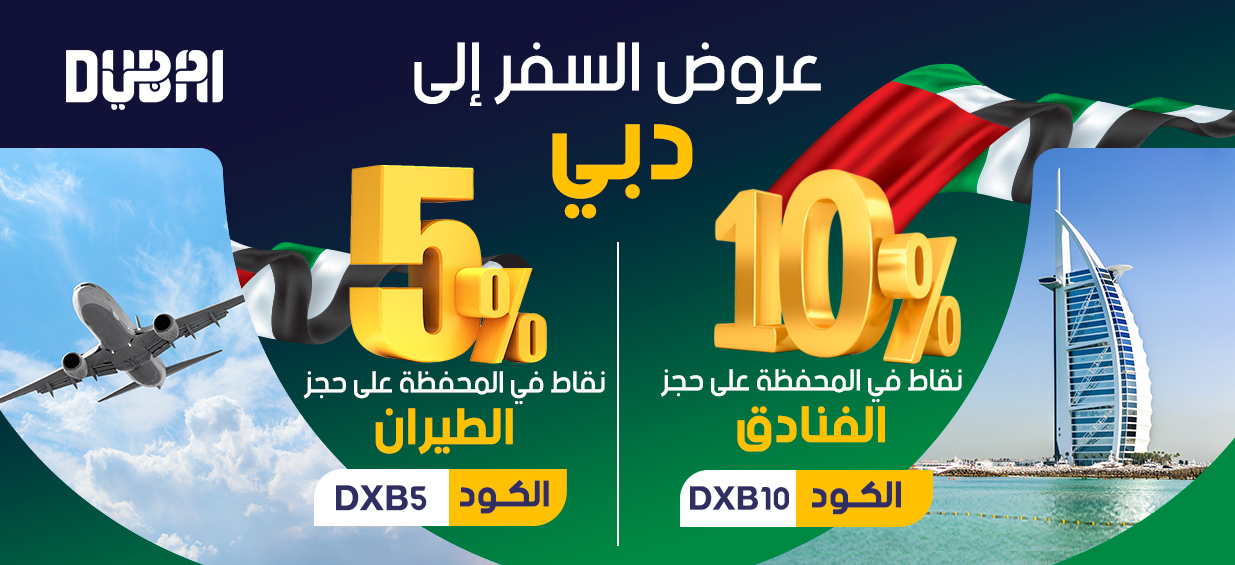 DUBAI
عروض السفر إلى
دبي
10%
نقاط في المحفظة على حجز
الفنادق
الكود DXB10
5%
نقاط في المحفظة على حجز
الطيران
الكود DXB5